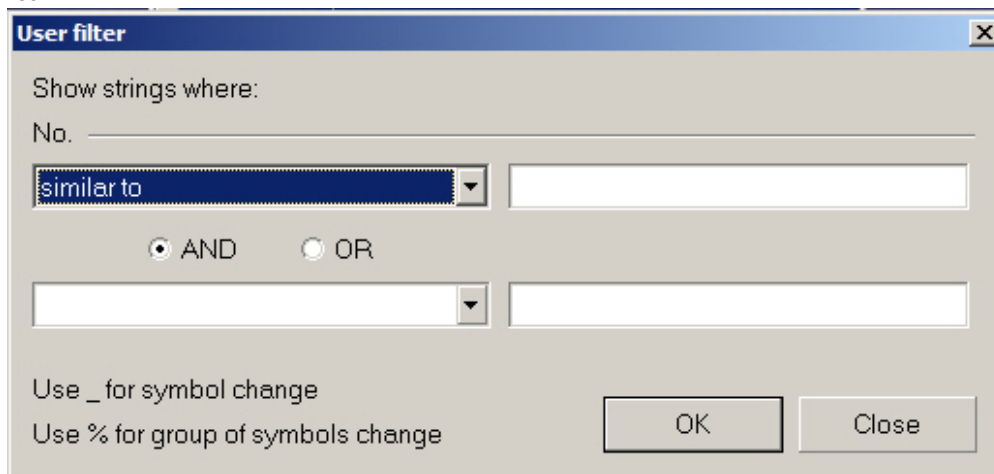 User filter
Show strings where:
No.
similar to
AND OR
Use _ for symbol change
Use % for group of symbols change
OK Close